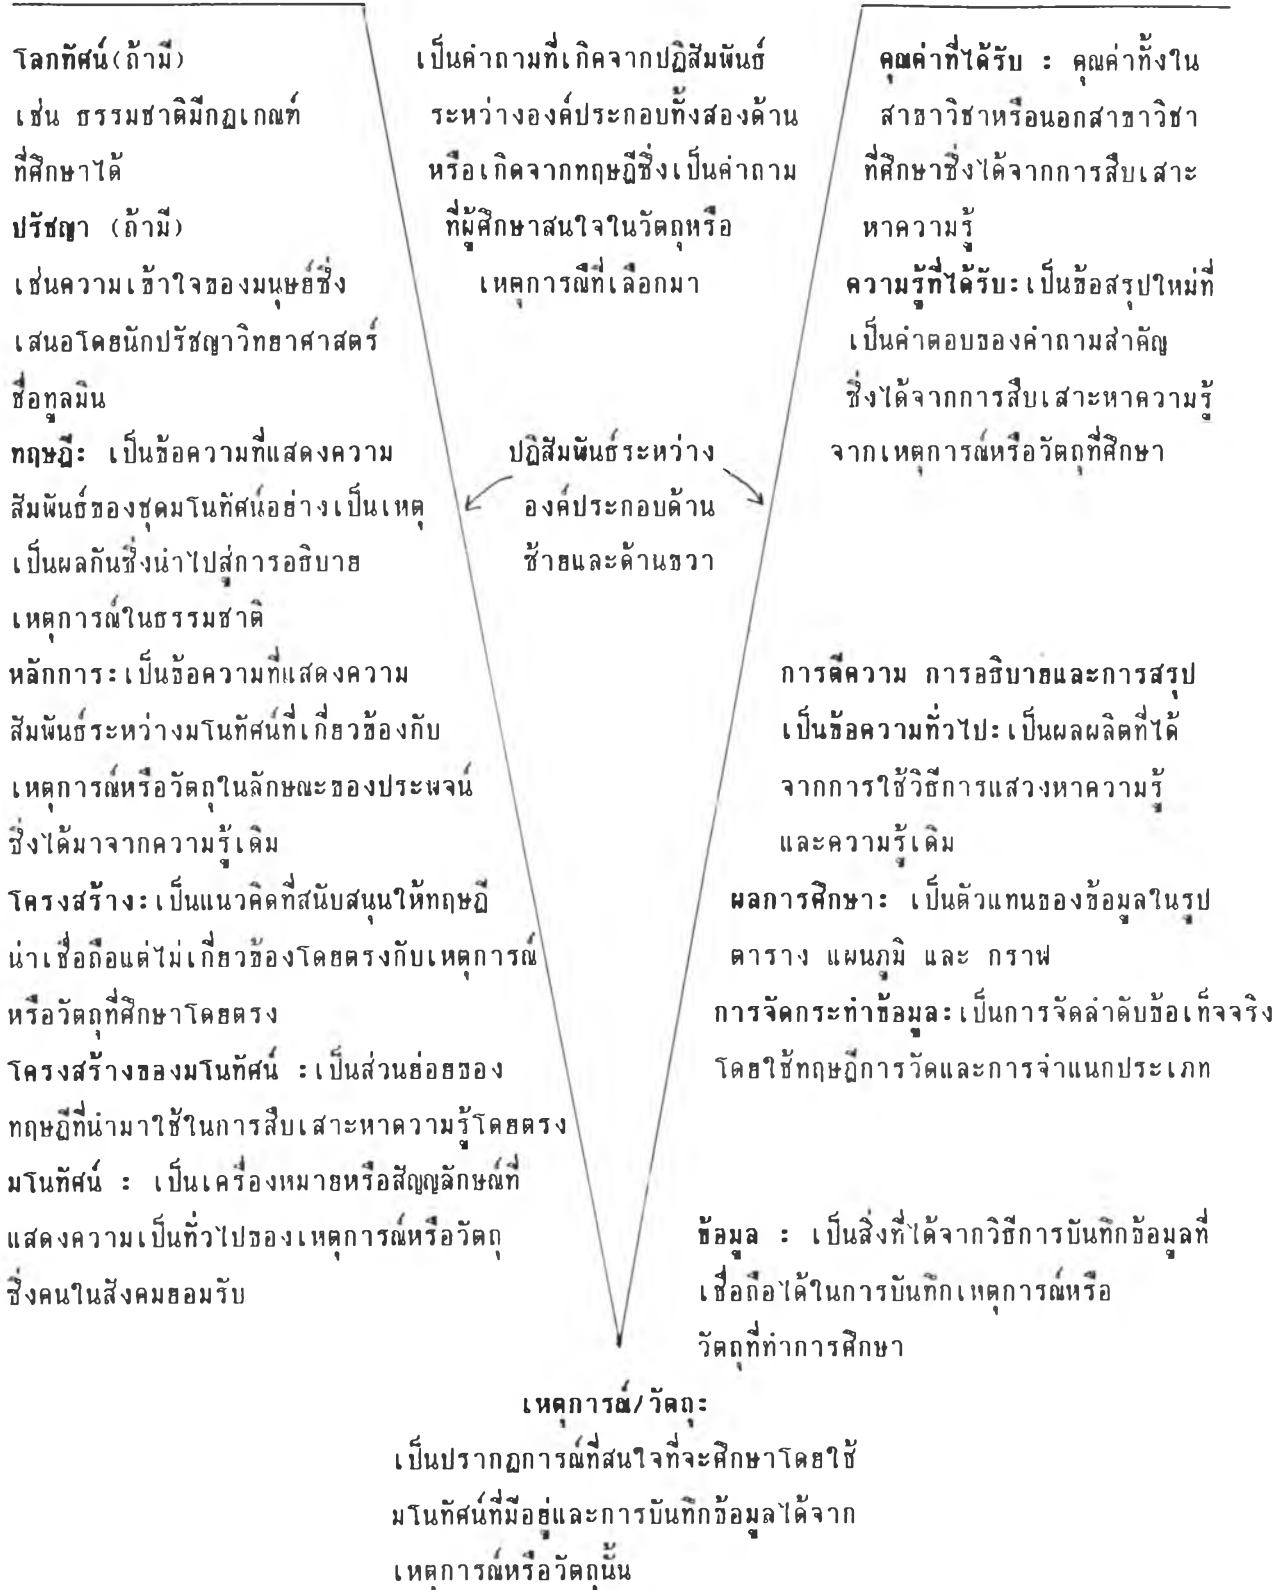 โลกทัศน์(ถ้ามี)
เช่น ธรรมชาติมีกฎเกณฑ์
ที่ศึกษาได้
ปรัชญา (ถ้ามี)
เช่นความเข้าใจของมนุษย์ซึ่ง
เสนอโดยนักปรัชญาวิทยาศาสตร์
ชื่อทูลมิน
ทฤษฎี: เป็นข้อความที่แสดงความ
สัมพันธ์ของชุดมโนทัศน์อย่างเป็นเหตุ
เป็นผลกันซึ่งนำไปสู่การอธิบาย
เหตุการณ์ในธรรมชาติ
หลักการ:เป็นข้อความที่แสดงความ
สัมพันธ์ระหว่างมโนทัศน์ที่เกี่ยวข้องกับ
เหตุการณ์หรือวัตถุในลักษณะของประพจน์
ซึ่งได้มาจากความรู้เดิม
โครงสร้าง:เป็นแนวคิดที่สนับสนุนให้ทฤษฎี
น่าเชื่อถือแต่ไม่เกี่ยวข้องโดยตรงกับเหตุการณ์
หรือวัตถุที่ศึกษาโดยตรง
โครงสร้างของมโนทัศน์ :เป็นส่วนย่อยของ
ทฤษฎีที่นำมาใช้ในการสืบเสาะหาความรู้โดยตรง
มโนทัศน์ : เป็นเครื่องหมายหรือสัญญลักษณ์ที่
แสดงความเป็นทั่วไปของเหตุการณ์หรือวัตถุ
ซึ่งคนในสังคมยอมรับ
เป็นคำถามที่เกิดจากปฏิสัมพันธ์
ระหว่างองค์ประกอบทั้งสองด้าน
หรือเกิดจากทฤษฎีซึ่งเป็นคำถาม
ที่ผู้ศึกษาสนใจในวัตถุหรือ
เหตุการณ์ที่เลือกมา
ปฏิสัมพันธ์ระหว่าง
องค์ประกอบด้าน
ซ้ายและด้านขวา
คุณค่าที่ได้รับ : คุณค่าทั้งใน
สาขาวิชาหรือนอกสาขาวิชา
ที่ศึกษาซึ่งได้จากการสืบเสาะ
หาความรู้
ความรู้ที่ได้รับ:เป็นข้อสรุปใหม่ที่
เป็นคำตอบของคำถามสำคัญ
ซึ่งได้จากการสืบเสาะหาความรู้
จากเหตุการณ์หรือวัตถุที่ศึกษา
การตีความ การอธิบายและการสรุป
เป็นข้อความทั่วไป:เป็นผลผลิตที่ได้
จากการใช้วิธีการแสวงหาความรู้
และความรู้เดิม
ผลการศึกษา: เป็นตัวแทนของข้อมูลในรูป
ตาราง แผนภูมิ และ กราฟ
การจัดกระทำข้อมูล:เป็นการจัดลำดับข้อเท็จจริง
โดยใช้ทฤษฎีการวัดและการจำแนกประเภท
ข้อมูล : เป็นสิ่งที่ได้จากวิธีการบันทึกข้อมูลที่
เชื่อถือได้ในการบันทึกเหตุการณ์หรือ
วัตถุที่ทำการศึกษา
เหตุการณ์/วัตถุ:
เป็นปรากฏการณ์ที่สนใจที่จะศึกษาโดยใช้
มโนทัศน์ที่มีอยู่และการบันทึกข้อมูลได้จาก
เหตุการณ์หรือวัตถุนั้น